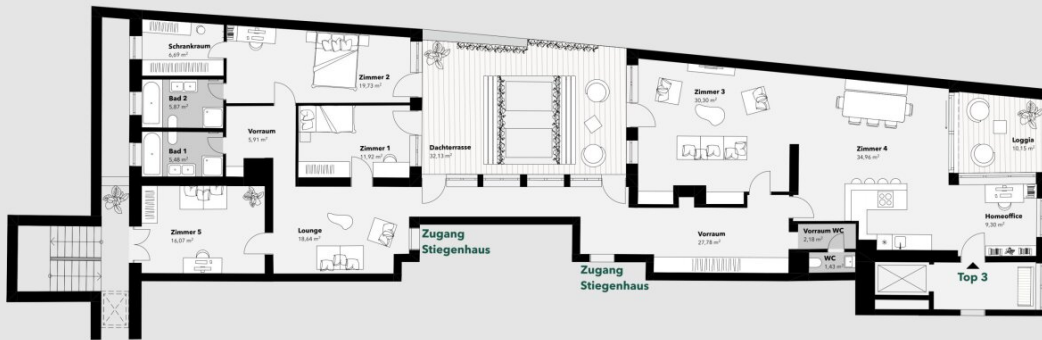 Schrankraum
6,69 m²
Zimmer 2
19,73 m²
Bad 2
5,87 m²
Vorraum
5,91 m²
Zimmer 1
11,92 m²
Bad 1
5,48 m²
Dachterrasse
32,13 m²
Zimmer 3
30,30 m²
Zimmer 4
34,96 m²
Loggia
10,15 m²
Zimmer 5
16,07 m²
Lounge
18,64 m²
Zugang
Stiegenhaus
Zugang
Stiegenhaus
Vorraum
27,78 m²
Vorraum WC
2,18 m²
WC
1,43 m²
Homeoffice
9,30 m²
Top 3